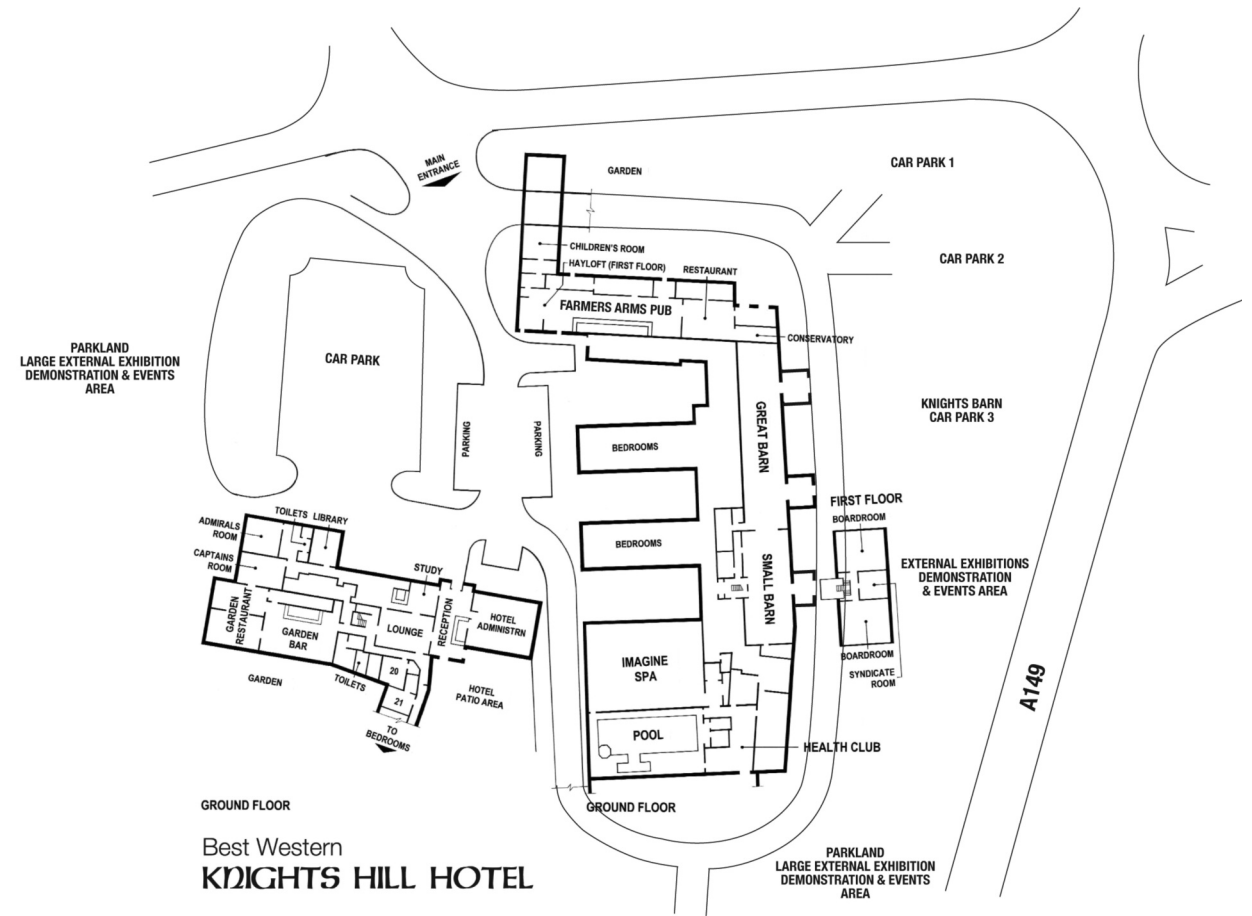 MAIN
ENTRANCE
GARDEN
CAR PARK 1
CAR PARK 2
CHILDREN'S ROOM
HAYLOFT (FIRST FLOOR)
RESTAURANT
FARMERS ARMS PUB
CONSERVATORY
PARKLAND
LARGE EXTERNAL EXHIBITION
DEMONSTRATION & EVENTS
AREA
CAR PARK
PARKING
PARKING
KNIGHTS BARN
CAR PARK 3
GREAT BARN
BEDROOMS
BEDROOMS
FIRST FLOOR
BOARDROOM
SMALL BARN
EXTERNAL EXHIBITIONS
DEMONSTRATION
& EVENTS AREA
BOARDROOM
SYNDICATE
ROOM
TOILETS
LIBRARY
ADMIRALS
ROOM
CAPTAINS
ROOM
STUDY
GARDEN
RESTAURANT
GARDEN
BAR
LOUNGE
RECEPTION
HOTEL
ADMINISTRN
IMAGINE
SPA
GARDEN
TOILETS
20
21
HOTEL
PATIO AREA
TO
BEDROOMS
POOL
HEALTH CLUB
A149
GROUND FLOOR
GROUND FLOOR
Best Western
KNIGHTS HILL HOTEL
PARKLAND
LARGE EXTERNAL EXHIBITION
DEMONSTRATION & EVENTS
AREA